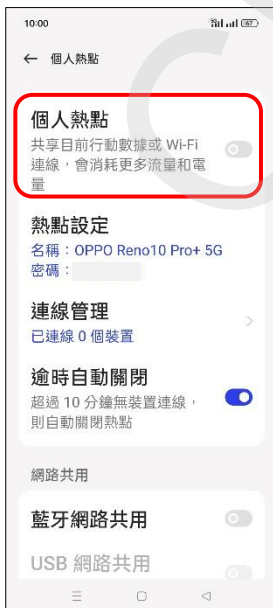 10:00
67
← 個人熱點
個人熱點
共享目前行動數據或 Wi-Fi
連線，會消耗更多流量和電
量
熱點設定
名稱：OPPO Reno10 Pro+ 5G
密碼：
連線管理
已連線 0 個裝置
逾時自動關閉
超過 10 分鐘無裝置連線，
則自動關閉熱點
網路共用
藍牙網路共用
USB 網路共用